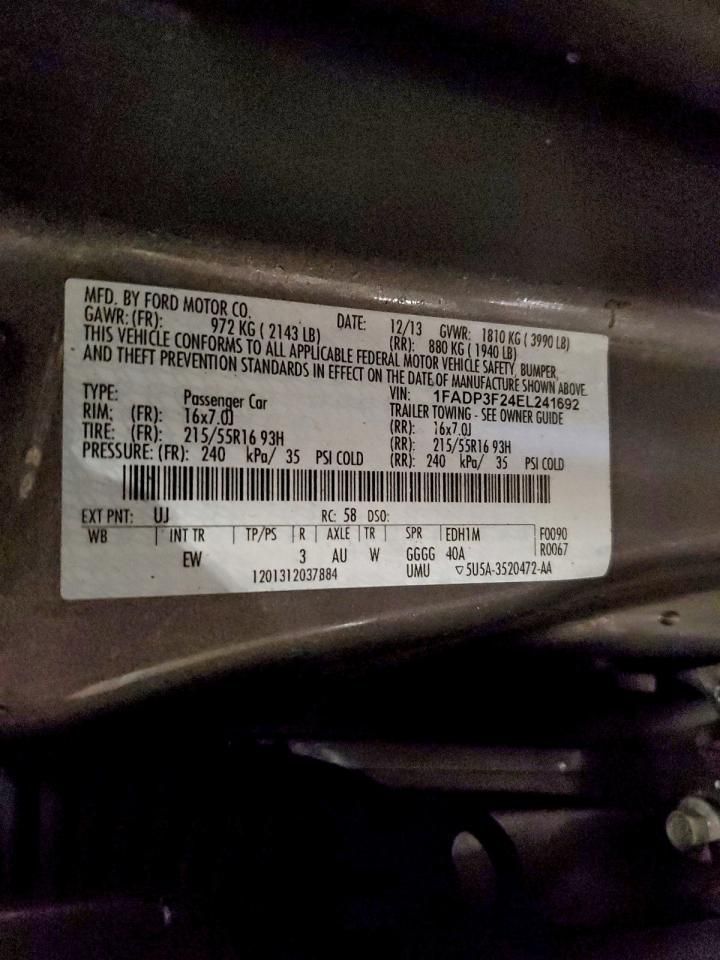 MFD. BY FORD MOTOR CO.
DATE: 12/13 GVWR: 1810 KG ( 3990 LB)
GAWR: (FR): 972 KG ( 2143 LB) (RR): 880 KG ( 1940 LB)
THIS VEHICLE CONFORMS TO ALL APPLICABLE FEDERAL MOTOR VEHICLE SAFETY, BUMPER,
AND THEFT PREVENTION STANDARDS IN EFFECT ON THE DATE OF MANUFACTURE SHOWN ABOVE.
VIN: 1FADP3F24EL241692
TYPE: Passenger Car TRAILER TOWING - SEE OWNER GUIDE
RIM: (FR): 16x7.0J (RR): 16x7.0J
TIRE: (FR): 215/55R16 93H (RR): 215/55R16 93H
PRESSURE: (FR): 240 kPa/ 35 PSI COLD (RR): 240 kPa/ 35 PSI COLD
EXT PNT: UJ RC: 58 DSO:
WB INT TR TP/PS R AXLE TR SPR EDH1M F0090
EW 3 AU W GGGG 40A R0067
1201312037884 UMU ▽5U5A-3520472-AA